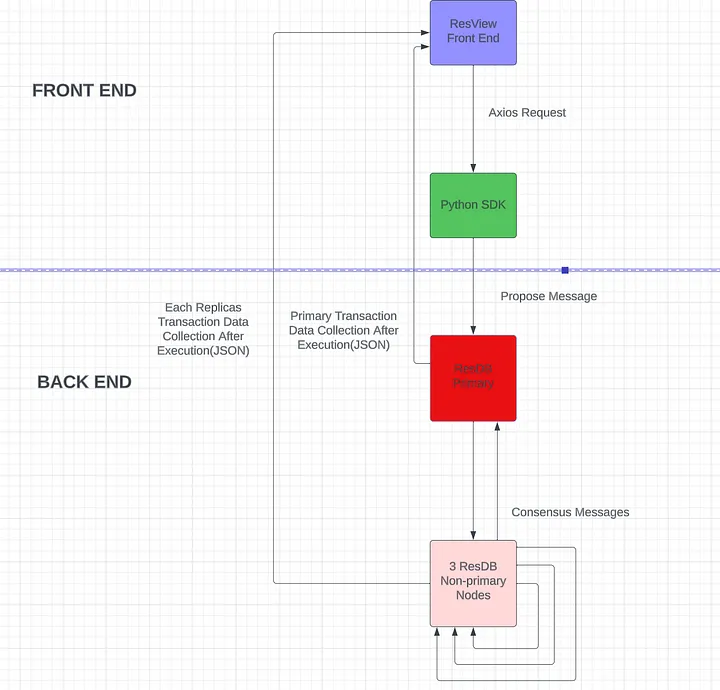 ResView
Front End
FRONT END
Axios Request
Python SDK
Propose Message
Each Replicas
Transaction Data
Collection After
Execution(JSON)
Primary Transaction
Data Collection After
Execution(JSON)
BACK END
ResDB
Primary
Consensus Messages
3 ResDB
Non-primary
Nodes